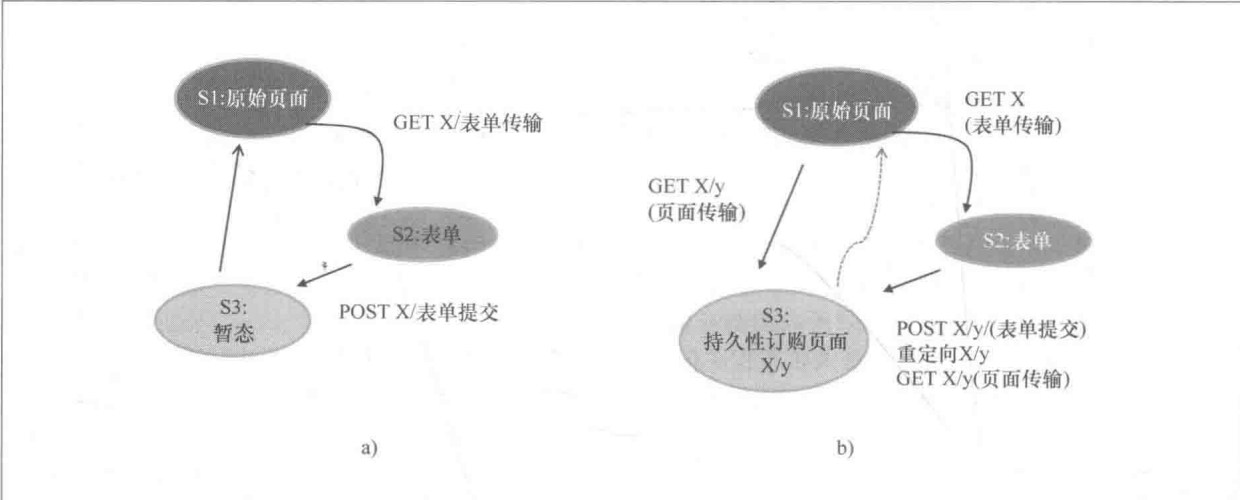 S1:原始页面
GET X/表单传输
S2:表单
POST X/表单提交
S3:
暂态
a)
S1:原始页面
GET X
(表单传输)
GET X/y
(页面传输)
S2:表单
S3:
持久性订购页面
X/y
POST X/y/(表单提交)
重定向X/y
GET X/y(页面传输)
b)